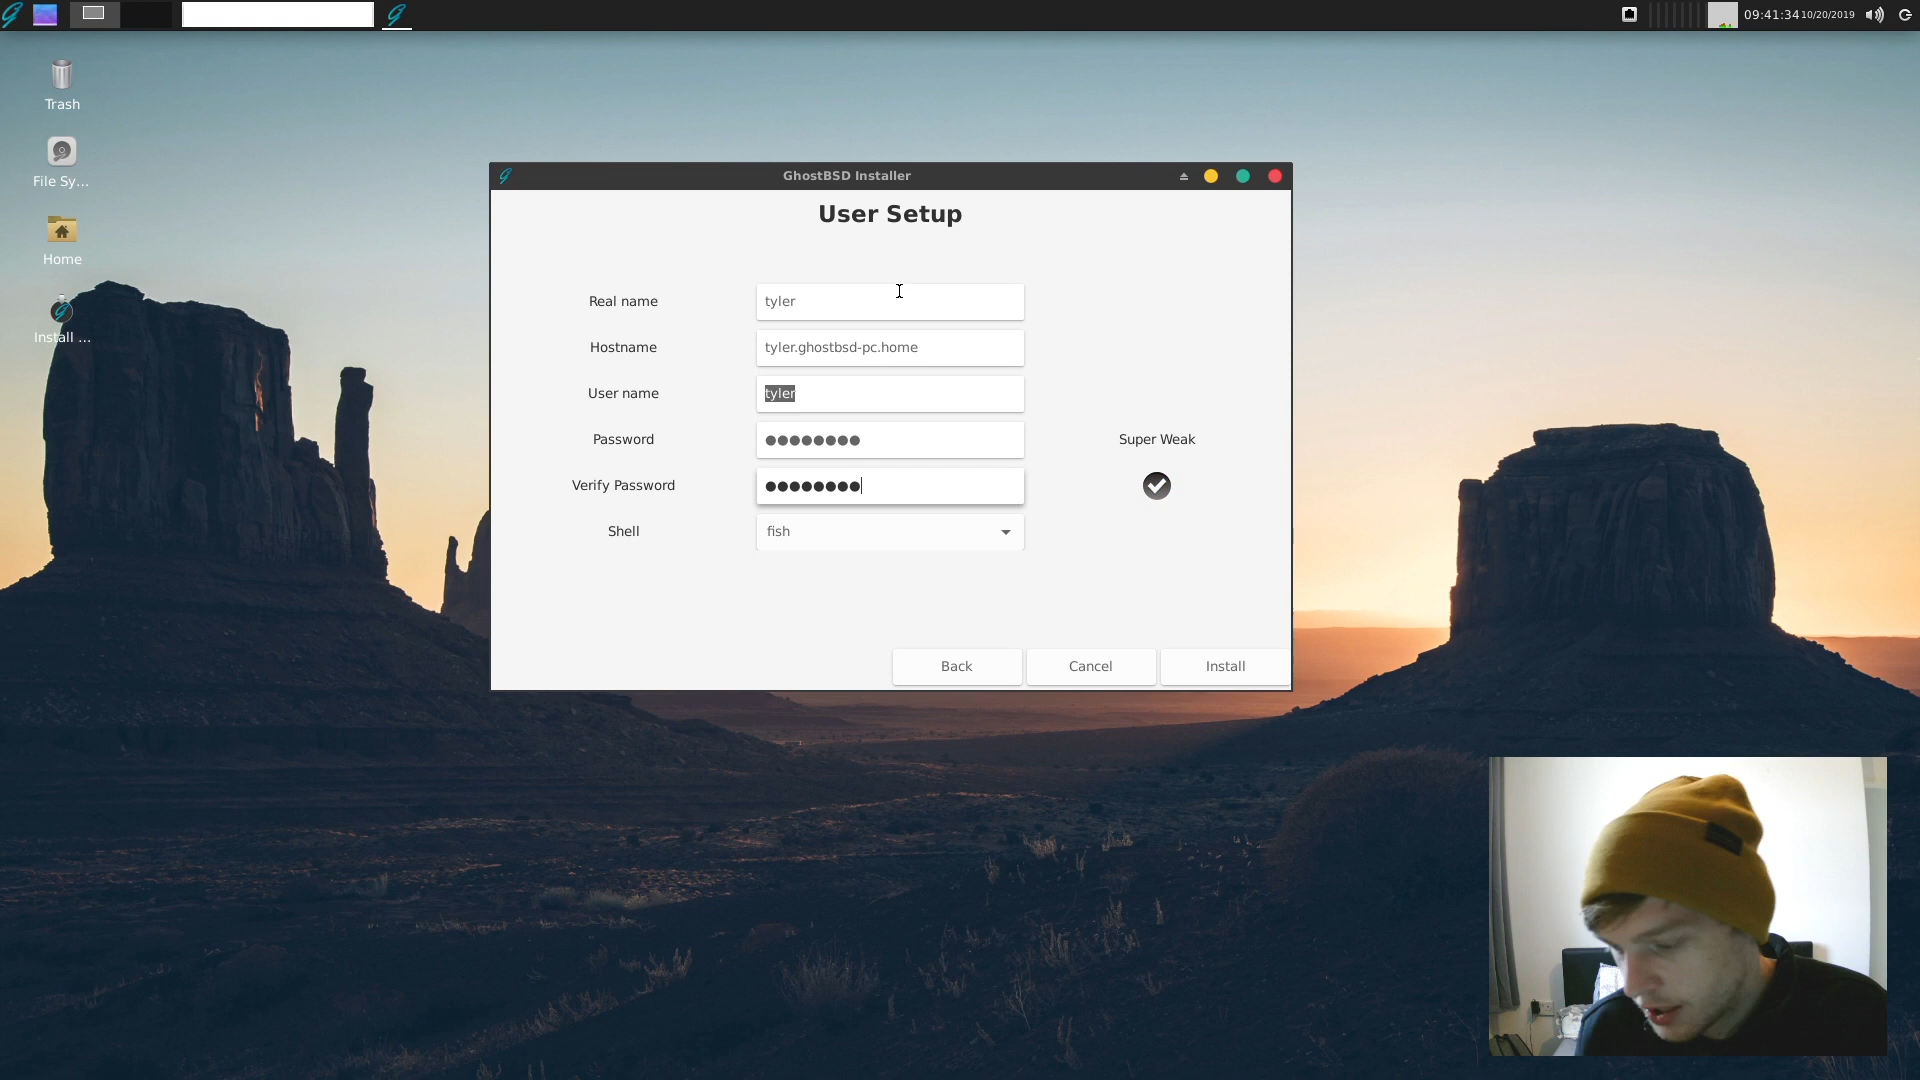 09:41:34 10/20/2019
Trash
File Sy...
Home
Install ...
GhostBSD Installer
User Setup
Real name tyler
Hostname tyler.ghostbsd-pc.home
User name tyler
Password ●●●●●●●● Super Weak
Verify Password ●●●●●●●●
Shell fish
Back Cancel Install